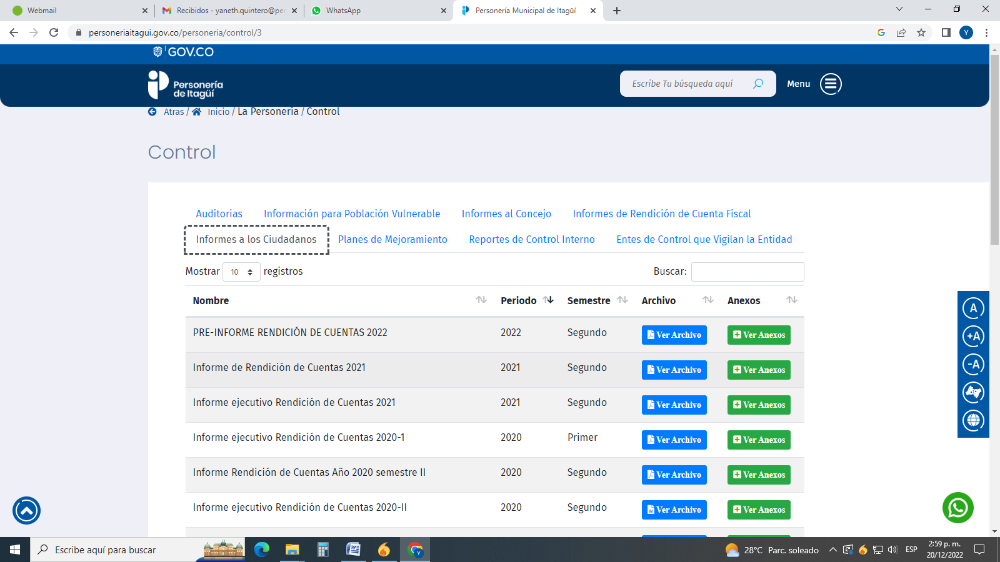 Webmail
Recibidos - yaneth.quintero@per
WhatsApp
Personería Municipal de Itagüí
personeriaitagui.gov.co/personeria/control/3
Y
GOV.CO
Personería
de Itagüí
Escribe Tu búsqueda aquí
Menu
Atras / Inicio / La Personería / Control
Control
Auditorias Información para Población Vulnerable Informes al Concejo Informes de Rendición de Cuenta Fiscal
Informes a los Ciudadanos Planes de Mejoramiento Reportes de Control Interno Entes de Control que Vigilan la Entidad
Mostrar 10 registros Buscar:
Nombre Periodo Semestre Archivo Anexos
PRE-INFORME RENDICIÓN DE CUENTAS 2022 2022 Segundo Ver Archivo Ver Anexos
Informe de Rendición de Cuentas 2021 2021 Segundo Ver Archivo Ver Anexos
Informe ejecutivo Rendición de Cuentas 2021 2021 Segundo Ver Archivo Ver Anexos
Informe ejecutivo Rendición de Cuentas 2020-1 2020 Primer Ver Archivo Ver Anexos
Informe Rendición de Cuentas Año 2020 semestre II 2020 Segundo Ver Archivo Ver Anexos
Informe ejecutivo Rendición de Cuentas 2020-II 2020 Segundo Ver Archivo Ver Anexos
A
+A
-A
Escribe aquí para buscar
28°C Parc. soleado
ESP
2:59 p. m.
20/12/2022